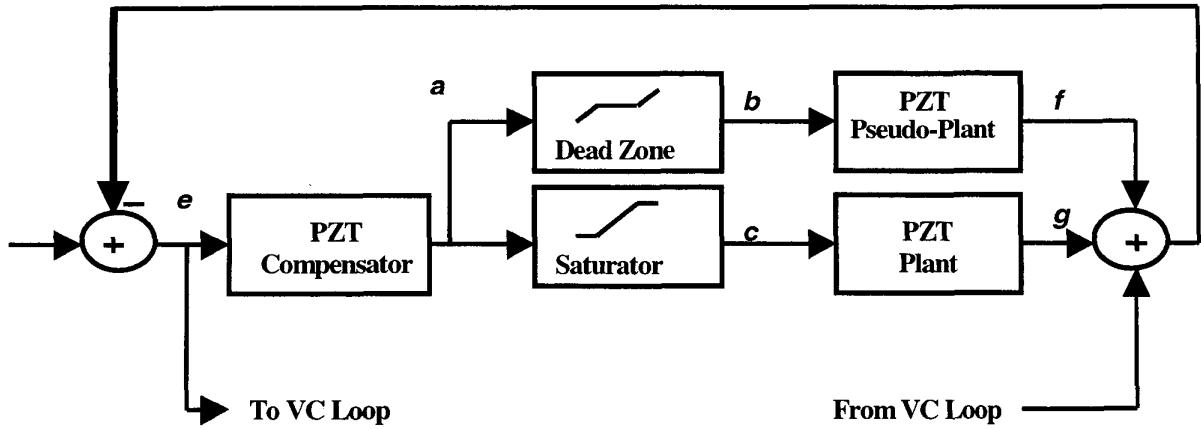 a
b
PZT
Pseudo-Plant
f
Dead Zone
−
e
+
PZT
Compensator
Saturator
c
PZT
Plant
g
+
To VC Loop
From VC Loop